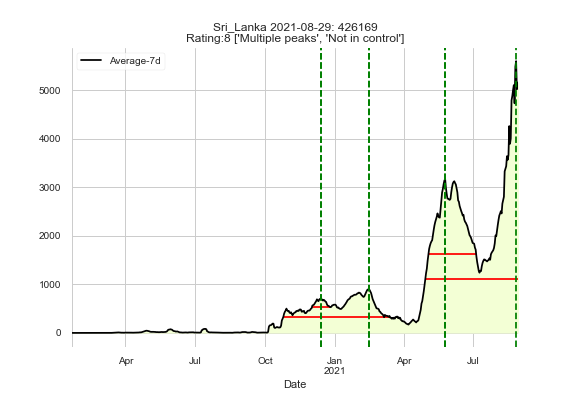 Sri_Lanka 2021-08-29: 426169
Rating:8 ['Multiple peaks', 'Not in control']
Average-7d
5000
4000
3000
2000
1000
0
Apr Jul Oct Jan Apr Jul
2021
Date